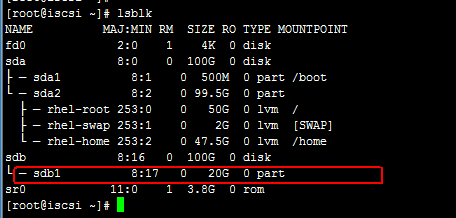 [root@iscsi ~]# lsblk
NAME MAJ:MIN RM SIZE RO TYPE MOUNTPOINT
fd0 2:0 1 4K 0 disk
sda 8:0 0 100G 0 disk
├─sda1 8:1 0 500M 0 part /boot
└─sda2 8:2 0 99.5G 0 part
├─rhel-root 253:0 0 50G 0 lvm /
├─rhel-swap 253:1 0 2G 0 lvm [SWAP]
└─rhel-home 253:2 0 47.5G 0 lvm /home
sdb 8:16 0 100G 0 disk
└─sdb1 8:17 0 20G 0 part
sr0 11:0 1 3.8G 0 rom
[root@iscsi ~]#